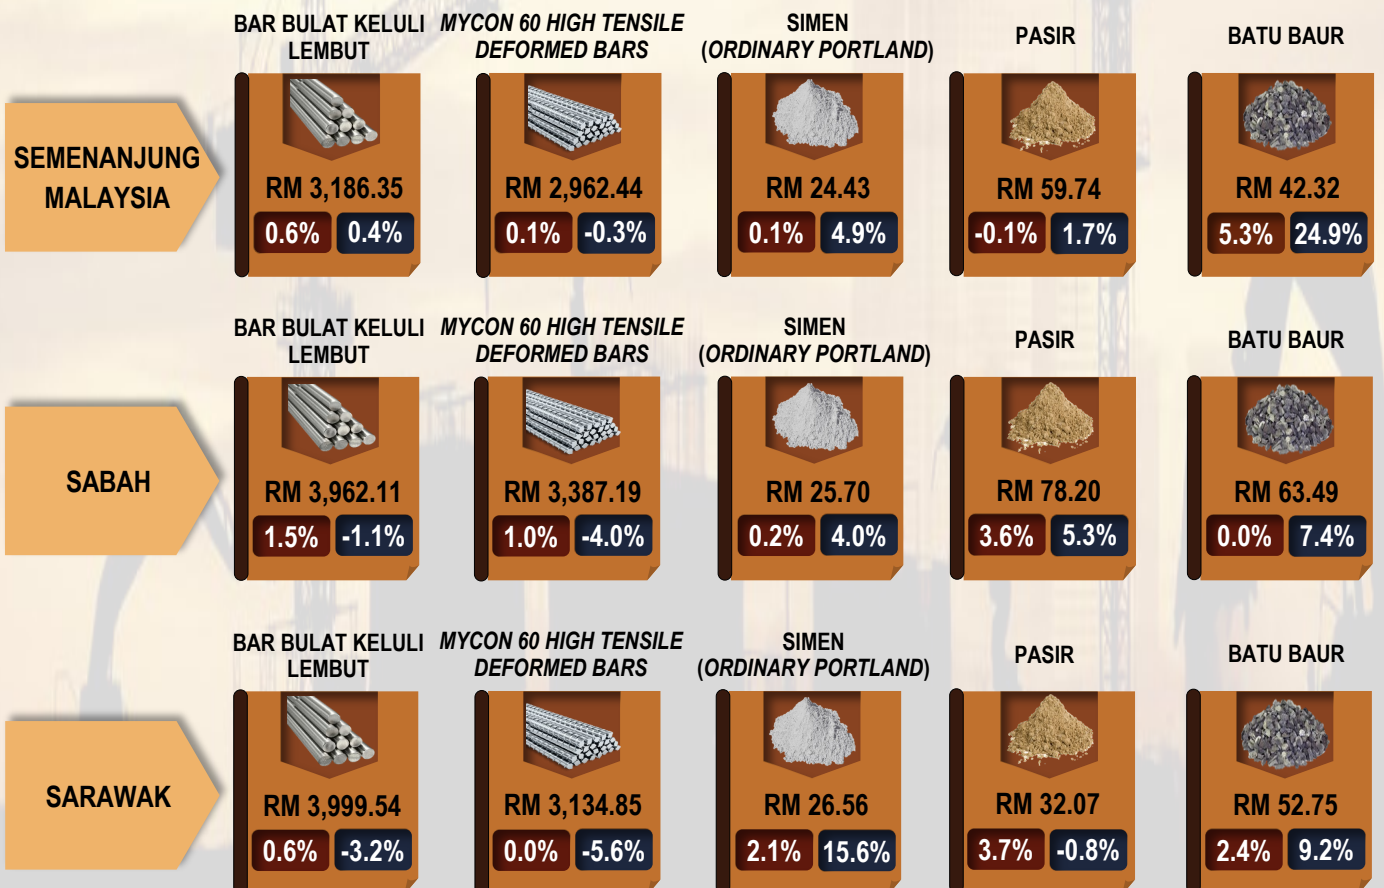 BAR BULAT KELULI
LEMBUT
MYCON 60 HIGH TENSILE
DEFORMED BARS
SIMEN
(ORDINARY PORTLAND)
PASIR
BATU BAUR
SEMENANJUNG
MALAYSIA
RM 3,186.35
0.6% 0.4%
RM 2,962.44
0.1% -0.3%
RM 24.43
0.1% 4.9%
RM 59.74
-0.1% 1.7%
RM 42.32
5.3% 24.9%
BAR BULAT KELULI
LEMBUT
MYCON 60 HIGH TENSILE
DEFORMED BARS
SIMEN
(ORDINARY PORTLAND)
PASIR
BATU BAUR
SABAH
RM 3,962.11
1.5% -1.1%
RM 3,387.19
1.0% -4.0%
RM 25.70
0.2% 4.0%
RM 78.20
3.6% 5.3%
RM 63.49
0.0% 7.4%
BAR BULAT KELULI
LEMBUT
MYCON 60 HIGH TENSILE
DEFORMED BARS
SIMEN
(ORDINARY PORTLAND)
PASIR
BATU BAUR
SARAWAK
RM 3,999.54
0.6% -3.2%
RM 3,134.85
0.0% -5.6%
RM 26.56
2.1% 15.6%
RM 32.07
3.7% -0.8%
RM 52.75
2.4% 9.2%